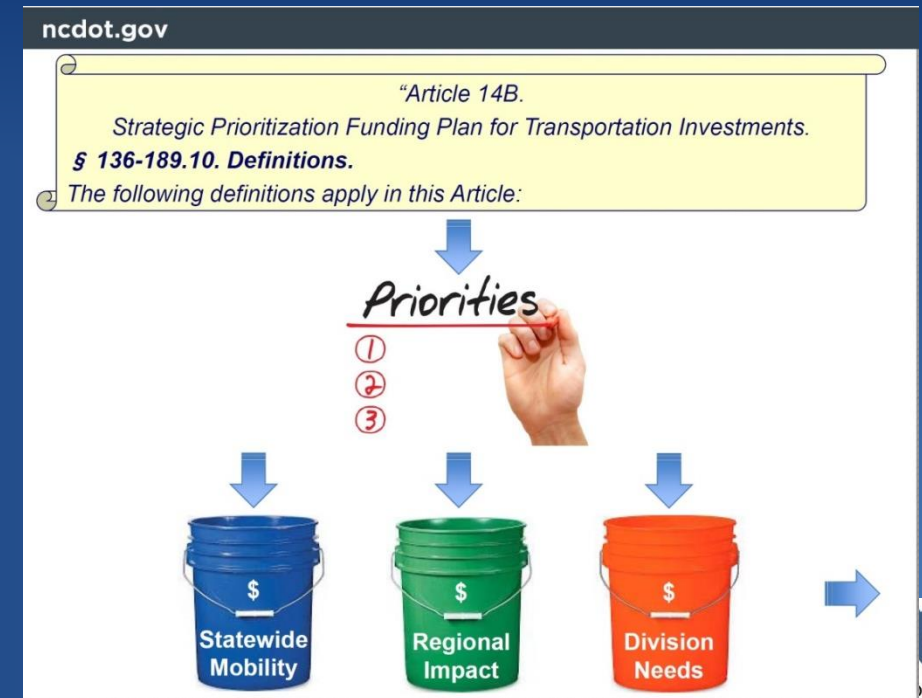 ncdot.gov
“Article 14B.
Strategic Prioritization Funding Plan for Transportation Investments.
§ 136-189.10. Definitions.
The following definitions apply in this Article:
Priorities
1
2
3
$
Statewide
Mobility
$
Regional
Impact
$
Division
Needs